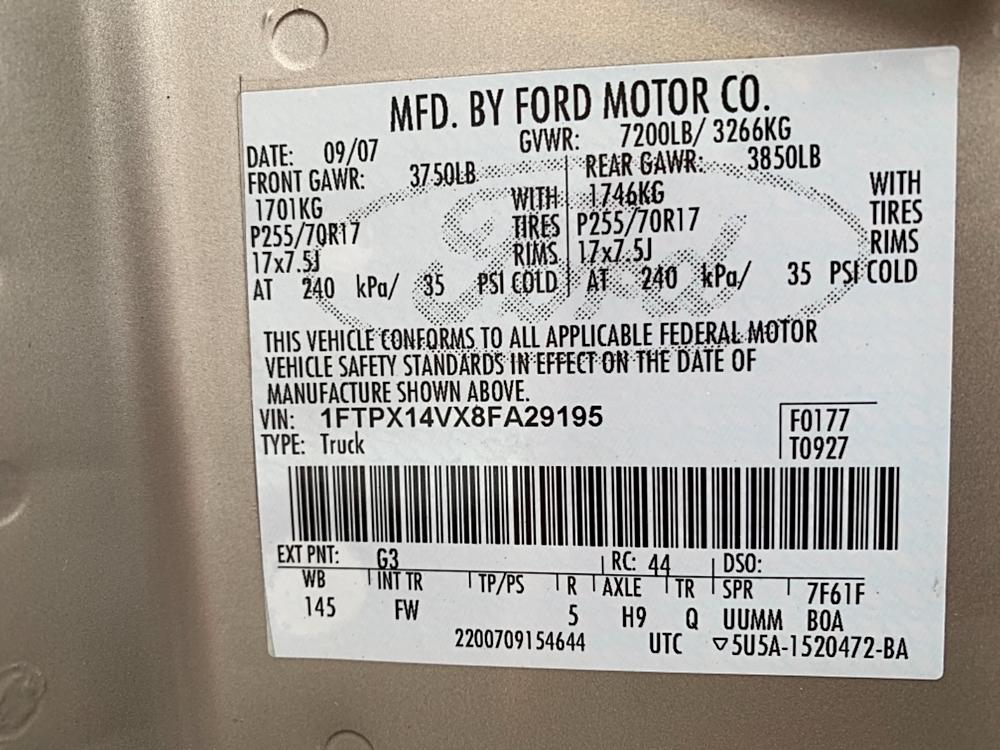 MFD. BY FORD MOTOR CO.
DATE: 09/07 GVWR: 7200LB/ 3266KG
FRONT GAWR: 3750LB REAR GAWR: 3850LB
1701KG WITH 1746KG WITH
P255/70R17 TIRES P255/70R17 TIRES
17x7.5J RIMS 17x7.5J RIMS
AT 240 kPa/ 35 PSI COLD AT 240 kPa/ 35 PSI COLD
Ford
THIS VEHICLE CONFORMS TO ALL APPLICABLE FEDERAL MOTOR
VEHICLE SAFETY STANDARDS IN EFFECT ON THE DATE OF
MANUFACTURE SHOWN ABOVE.
VIN: 1FTPX14VX8FA29195 F0177
TYPE: Truck T0927
EXT PNT: G3 RC: 44 DSO:
WB INT TR TP/PS R AXLE TR SPR 7F61F
145 FW 5 H9 Q UUMM BOA
2200709154644 UTC ▽5U5A-1520472-BA